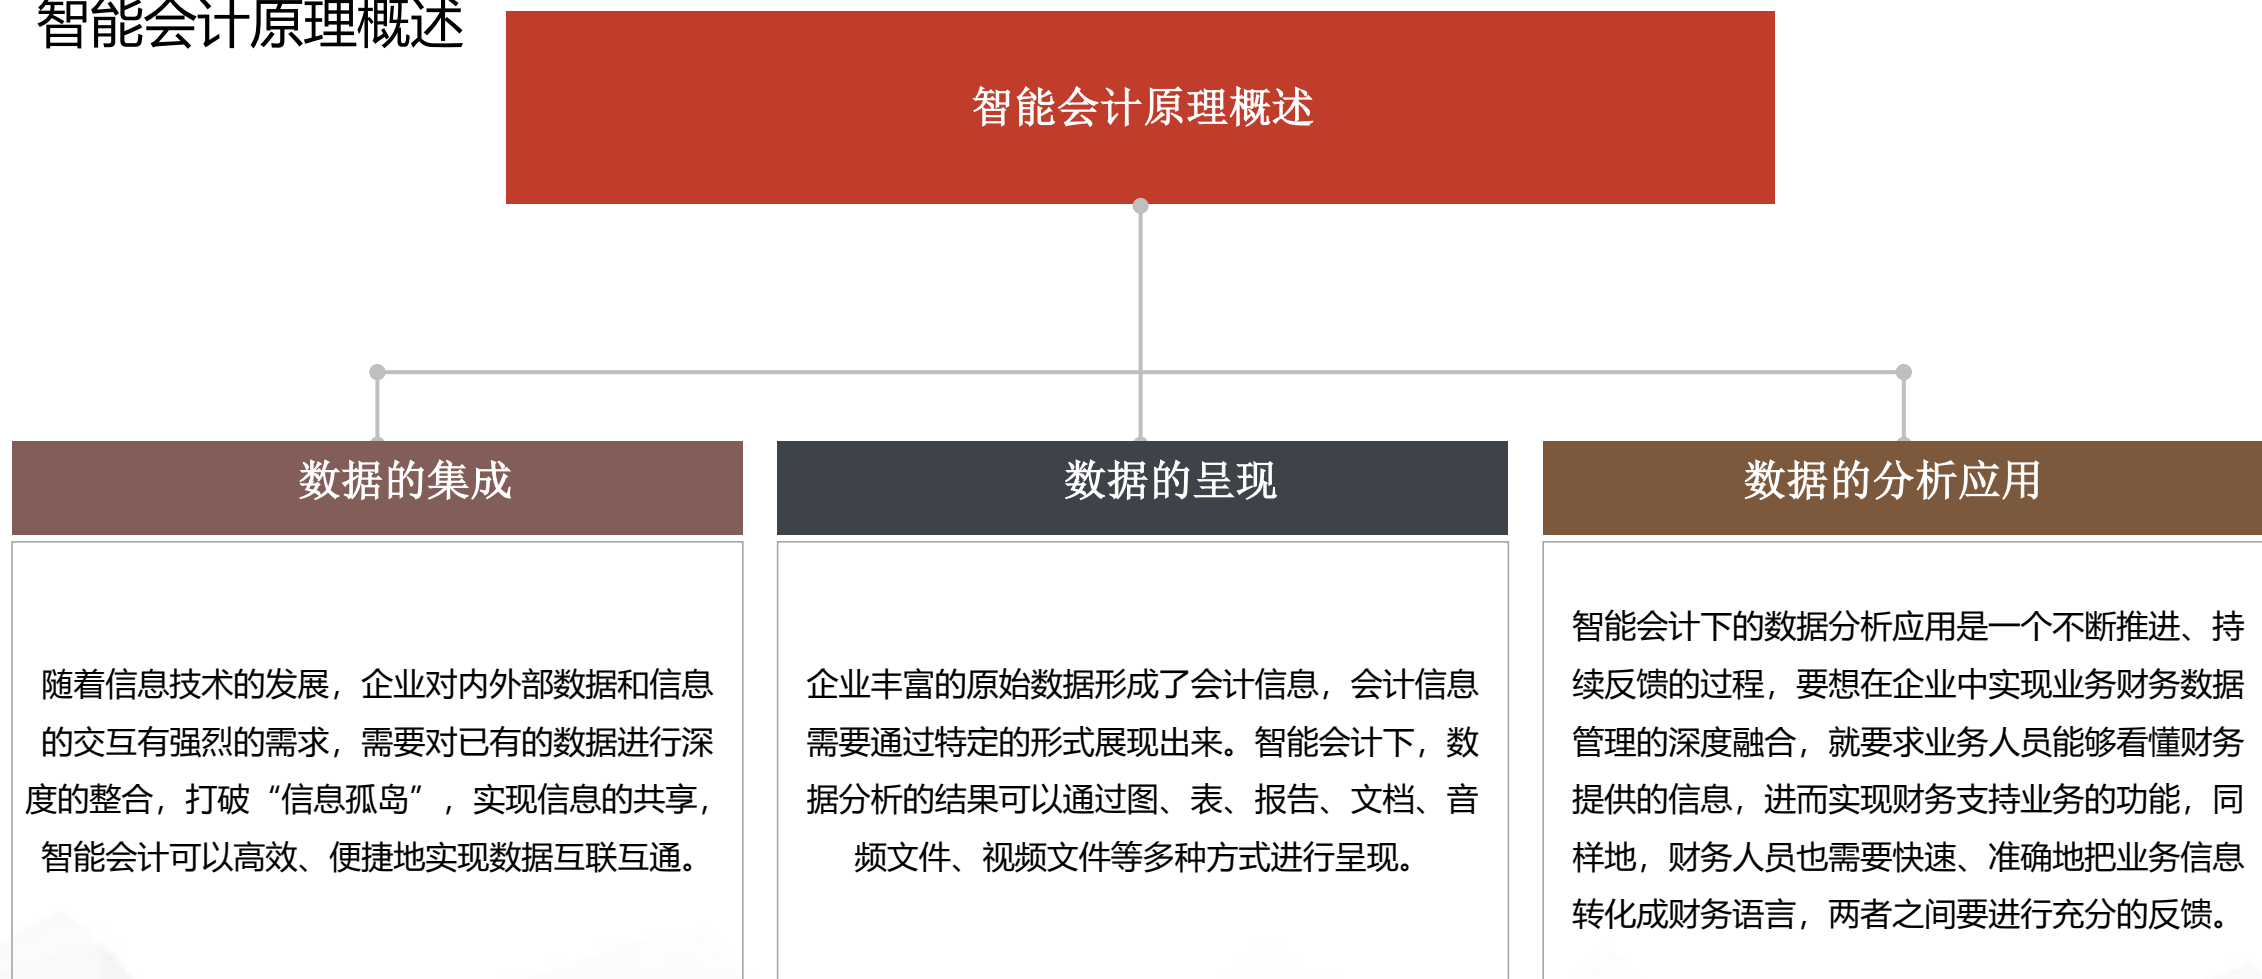 智能会计原理概述
智能会计原理概述
数据的集成
随着信息技术的发展，企业对内外部数据和信息
的交互有强烈的需求，需要对已有的数据进行深
度的整合，打破“信息孤岛”，实现信息的共享，
智能会计可以高效、便捷地实现数据互联互通。
数据的呈现
企业丰富的原始数据形成了会计信息，会计信息
需要通过特定的形式展现出来。智能会计下，数
据分析的结果可以通过图、表、报告、文档、音
频文件、视频文件等多种方式进行呈现。
数据的分析应用
智能会计下的数据分析应用是一个不断推进、持
续反馈的过程，要想在企业中实现业务财务数据
管理的深度融合，就要求业务人员能够看懂财务
提供的信息，进而实现财务支持业务的功能，同
样地，财务人员也需要快速、准确地把业务信息
转化成财务语言，两者之间要进行充分的反馈。